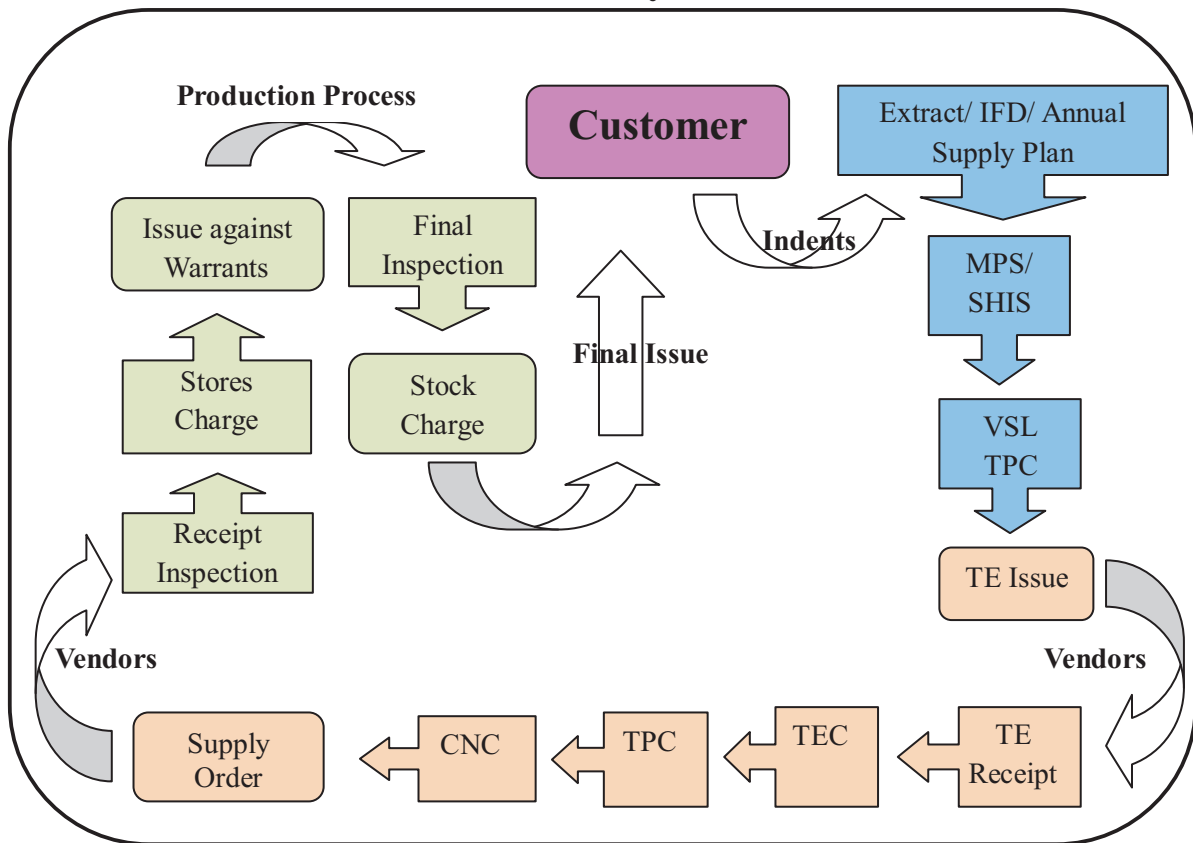 Production Process
Customer
Extract/ IFD/ Annual
Supply Plan
Issue against
Warrants
Final
Inspection
Indents
MPS/
SHIS
Stores
Charge
Stock
Charge
Final Issue
VSL
TPC
Receipt
Inspection
TE Issue
Vendors
Vendors
Supply
Order
CNC
TPC
TEC
TE
Receipt